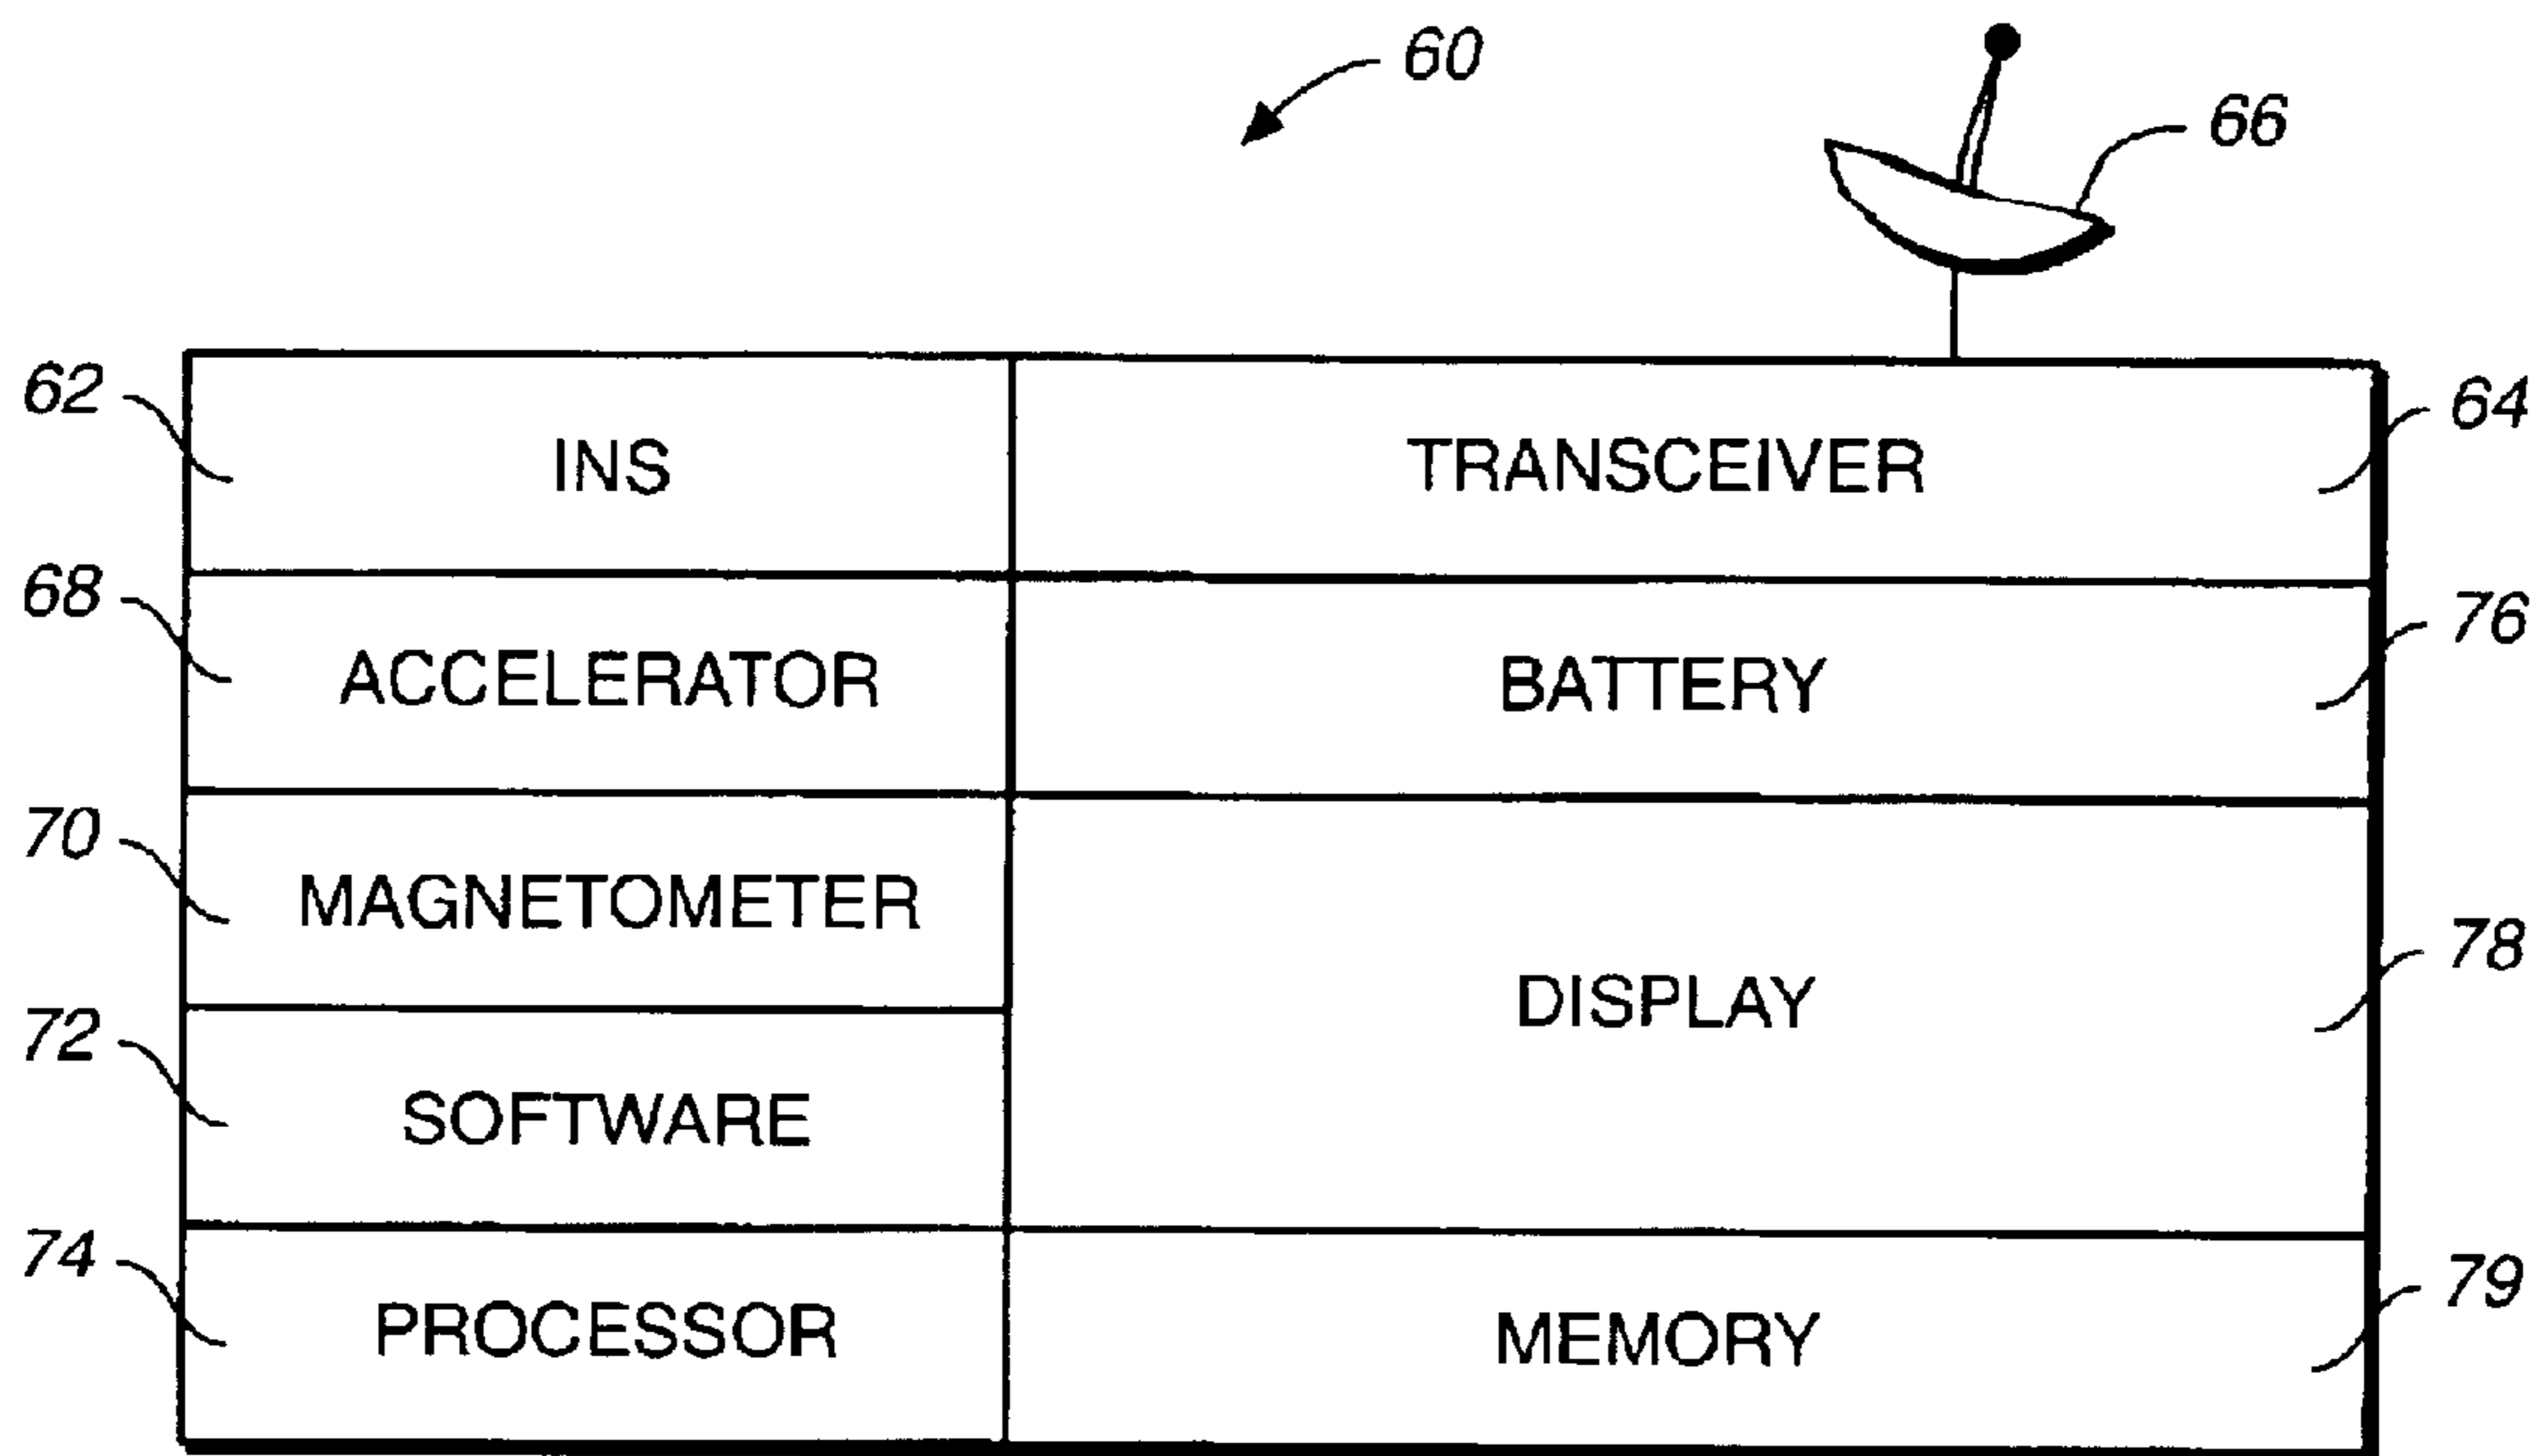 60
66
62
INS
TRANSCEIVER
64
68
ACCELERATOR
BATTERY
76
70
MAGNETOMETER
DISPLAY
78
72
SOFTWARE
74
PROCESSOR
MEMORY
79